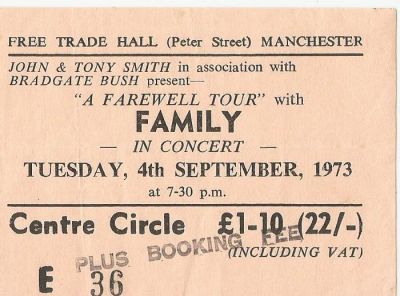 FREE TRADE HALL (Peter Street) MANCHESTER
JOHN & TONY SMITH in association with
BRADGATE BUSH present—
"A FAREWELL TOUR" with
FAMILY
— IN CONCERT —
TUESDAY, 4th SEPTEMBER, 1973
at 7-30 p.m.
Centre Circle £1-10 (22/-)
PLUS BOOKING FEE
(INCLUDING VAT)
E 36